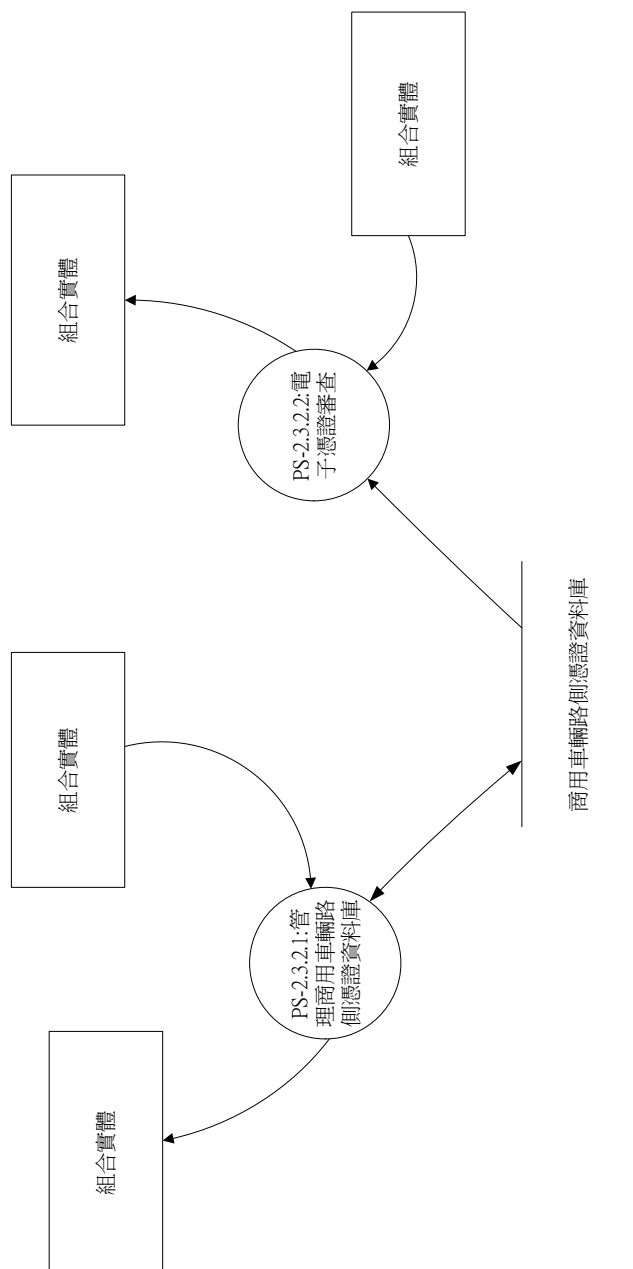 組合實體
組合實體
組合實體
組合實體
PS-2.3.2.1:管
理商用車輛路
側憑證資料庫
PS-2.3.2.2:電
子憑證審查
商用車輛路側憑證資料庫